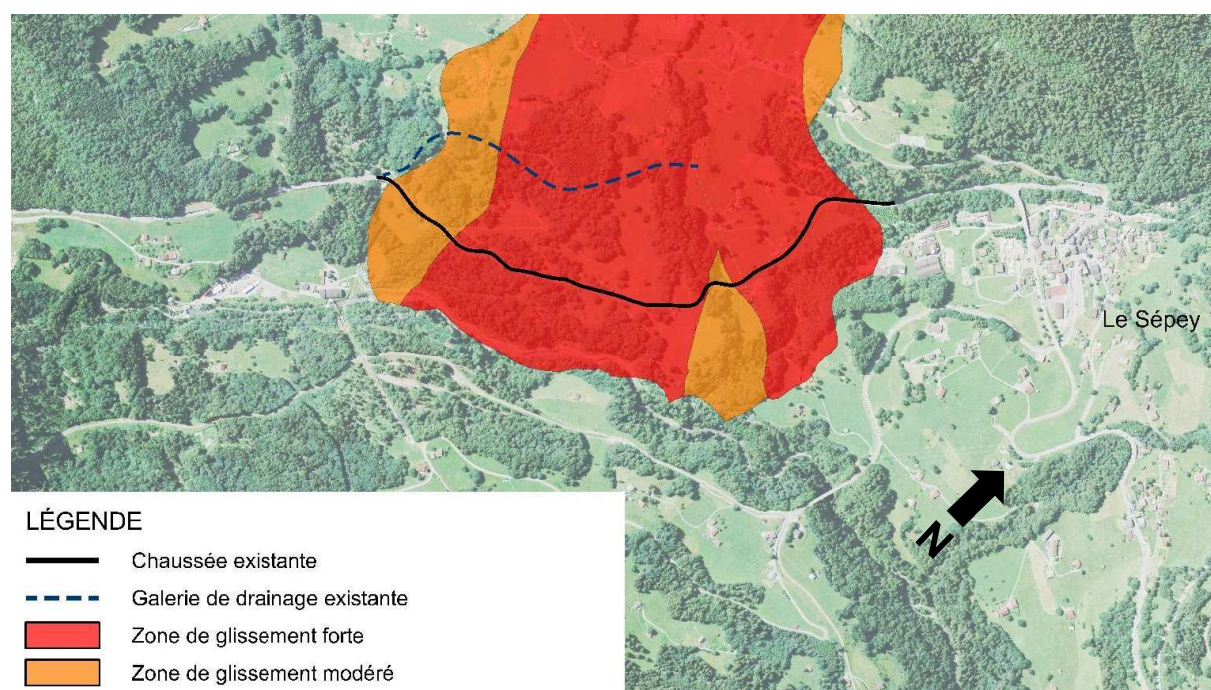 Le Sépey
N
LÉGENDE
Chaussée existante
Galerie de drainage existante
Zone de glissement forte
Zone de glissement modéré